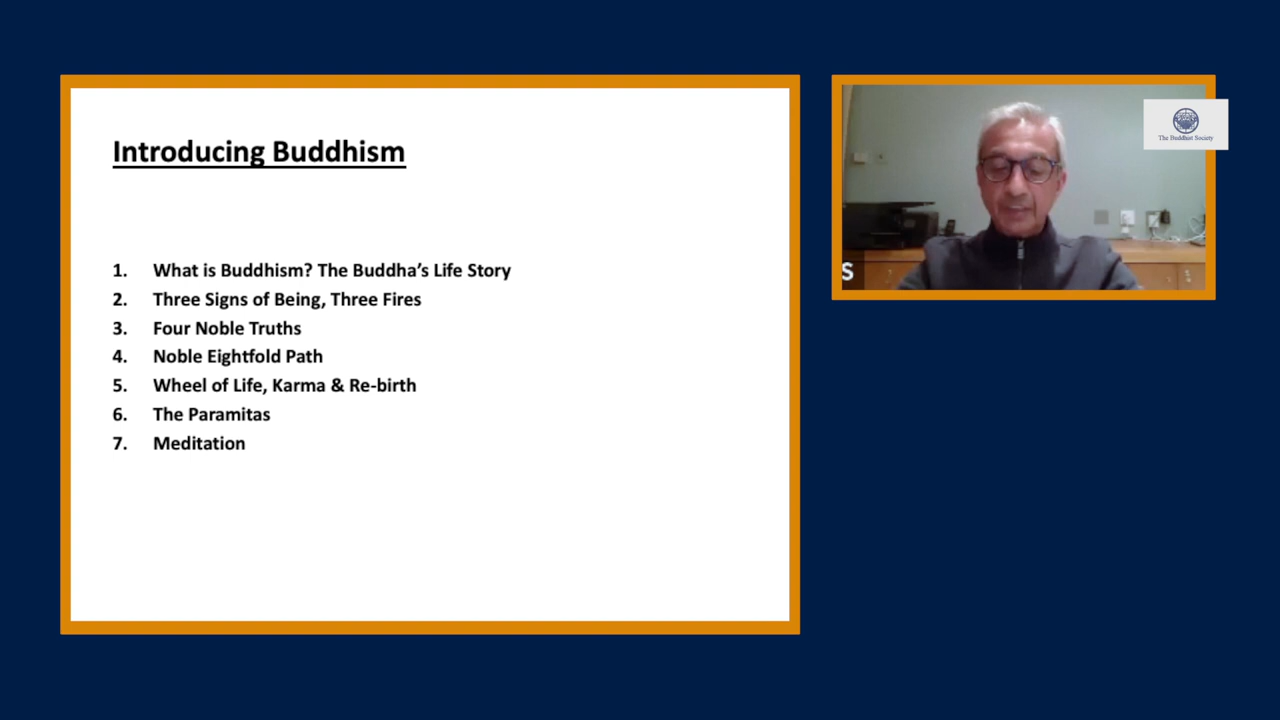 Introducing Buddhism
1. What is Buddhism? The Buddha’s Life Story
2. Three Signs of Being, Three Fires
3. Four Noble Truths
4. Noble Eightfold Path
5. Wheel of Life, Karma & Re-birth
6. The Paramitas
7. Meditation
The Buddhist Society
S